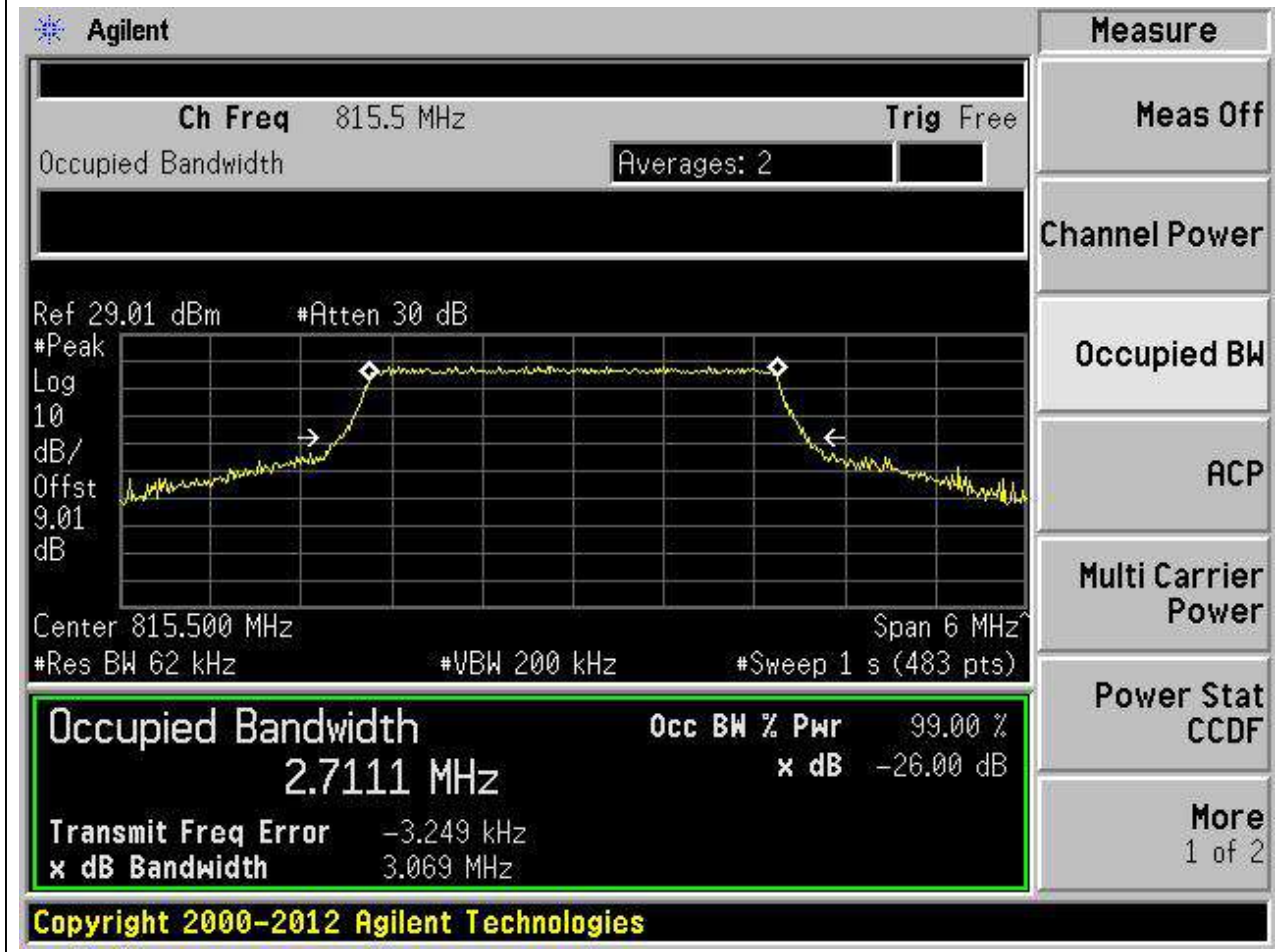 Agilent
Measure
Ch Freq 815.5 MHz Trig Free
Occupied Bandwidth Averages: 2
Meas Off
Channel Power
Occupied BW
ACP
Multi Carrier
Power
Power Stat
CCDF
More
1 of 2
Ref 29.01 dBm #Atten 30 dB
#Peak
Log
10
dB/
Offst
9.01
dB
Center 815.500 MHz Span 6 MHz^
#Res BW 62 kHz #VBW 200 kHz #Sweep 1 s (483 pts)
Occupied Bandwidth Occ BW % Pwr 99.00 %
2.7111 MHz x dB -26.00 dB
Transmit Freq Error -3.249 kHz
x dB Bandwidth 3.069 MHz
Copyright 2000-2012 Agilent Technologies